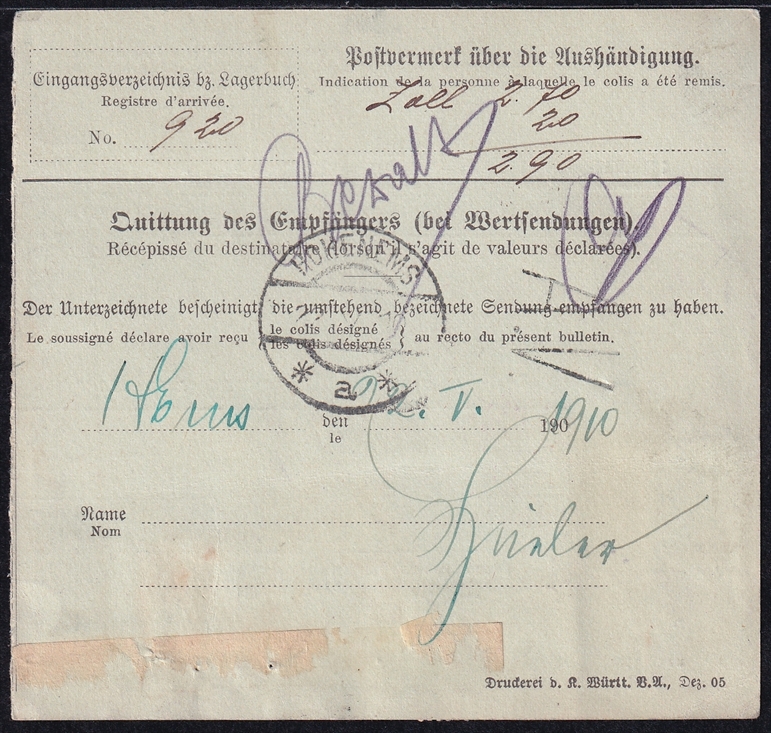 Eingangsverzeichnis bz. Lagerbuch
Registre d'arrivée.
No. 920
Postvermerk über die Aushändigung.
Indication de la personne à laquelle le colis a été remis.
Zoll 2.70
20
2.90
Bezahlt
Quittung des Empfängers (bei Wertsendungen).
Récépissé du destinataire (lorsqu'il s'agit de valeurs déclarées).
HOHENEMS
a
Der Unterzeichnete bescheinigt, die umstehend bezeichnete Sendung empfangen zu haben.
Le soussigné déclare avoir reçu { le colis désigné / les colis désignés } au recto du présent bulletin.
Hems den 2. V. 1910
le 190
Name
Nom
Druckerei d. K. Württ. V.A., Dez. 05